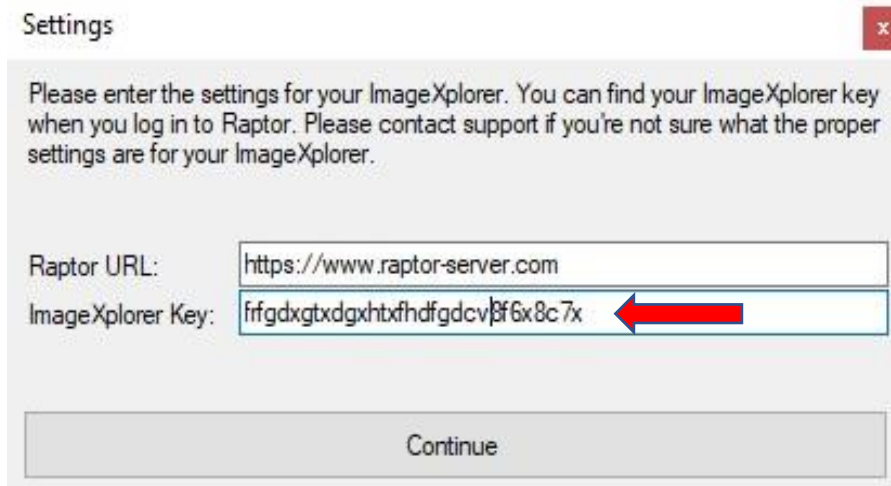 Settings
x
Please enter the settings for your ImageXplorer. You can find your ImageXplorer key
when you log in to Raptor. Please contact support if you're not sure what the proper
settings are for your ImageXplorer.
Raptor URL: https://www.raptor-server.com
ImageXplorer Key: frfgdxgtxdgxhtxfhdfgdcv8f6x8c7x
Continue